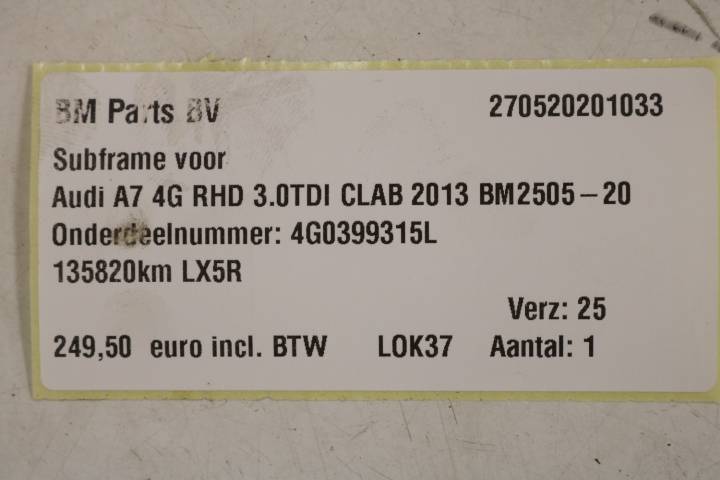 BM Parts BV 270520201033
Subframe voor
Audi A7 4G RHD 3.0TDI CLAB 2013 BM2505-20
Onderdeelnummer: 4G0399315L
135820km LX5R
Verz: 25
249,50 euro incl. BTW LOK37 Aantal: 1